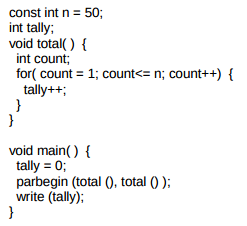 const int n = 50;
int tally;
void total( ) {
  int count;
  for( count = 1; count<= n; count++) {
    tally++;
  }
}

void main( ) {
  tally = 0;
  parbegin (total (), total () );
  write (tally);
}